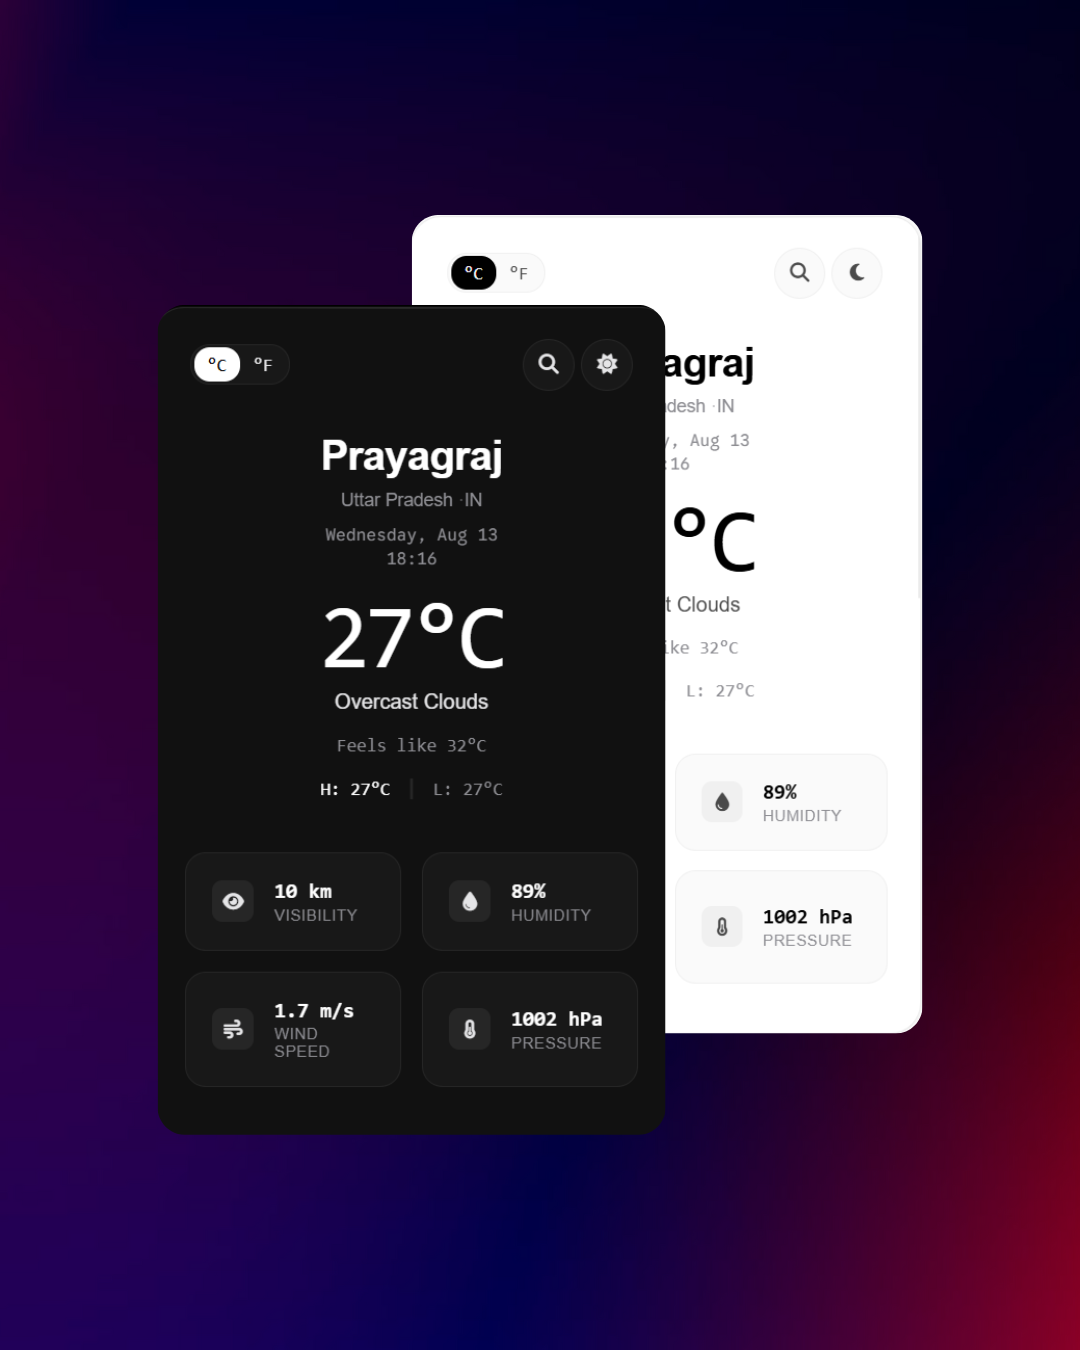 °C °F
Prayagraj
Uttar Pradesh ·IN
Wednesday, Aug 13
18:16
27°C
Overcast Clouds
Feels like 32°C
H: 27°C L: 27°C
10 km
VISIBILITY
89%
HUMIDITY
1.7 m/s
WIND
SPEED
1002 hPa
PRESSURE
°C °F
agraj
desh ·IN
y, Aug 13
:16
°C
t Clouds
ike 32°C
L: 27°C
89%
HUMIDITY
1002 hPa
PRESSURE